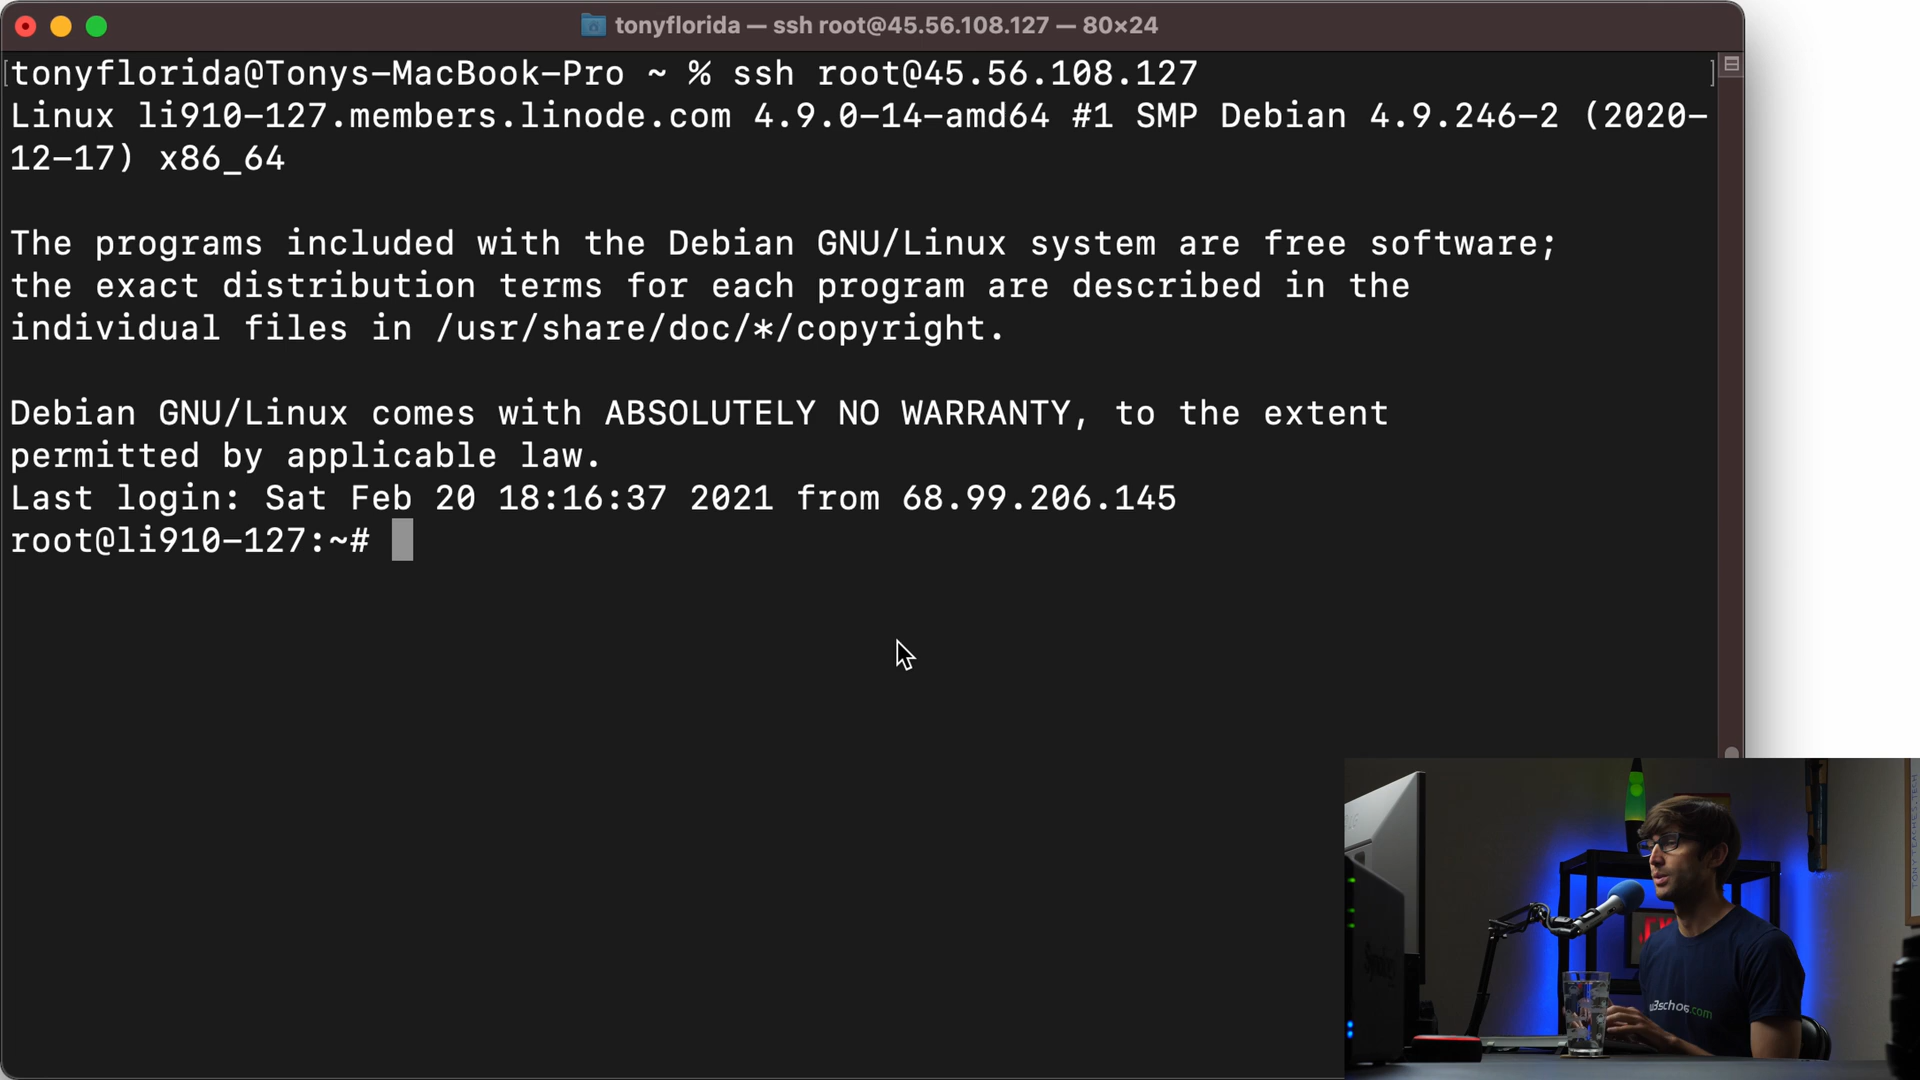 tonyflorida — ssh root@45.56.108.127 — 80×24
[tonyflorida@Tonys-MacBook-Pro ~ % ssh root@45.56.108.127 ]
Linux li910-127.members.linode.com 4.9.0-14-amd64 #1 SMP Debian 4.9.246-2 (2020-
12-17) x86_64
The programs included with the Debian GNU/Linux system are free software;
the exact distribution terms for each program are described in the
individual files in /usr/share/doc/*/copyright.
Debian GNU/Linux comes with ABSOLUTELY NO WARRANTY, to the extent
permitted by applicable law.
Last login: Sat Feb 20 18:16:37 2021 from 68.99.206.145
root@li910-127:~#
Synology